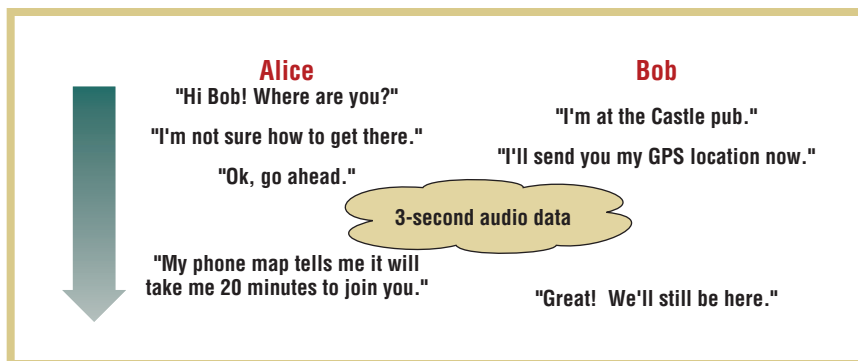 Alice
Bob
"Hi Bob! Where are you?"
"I'm at the Castle pub."
"I'm not sure how to get there."
"I'll send you my GPS location now."
"Ok, go ahead."
3-second audio data
"My phone map tells me it will
take me 20 minutes to join you."
"Great!  We'll still be here."